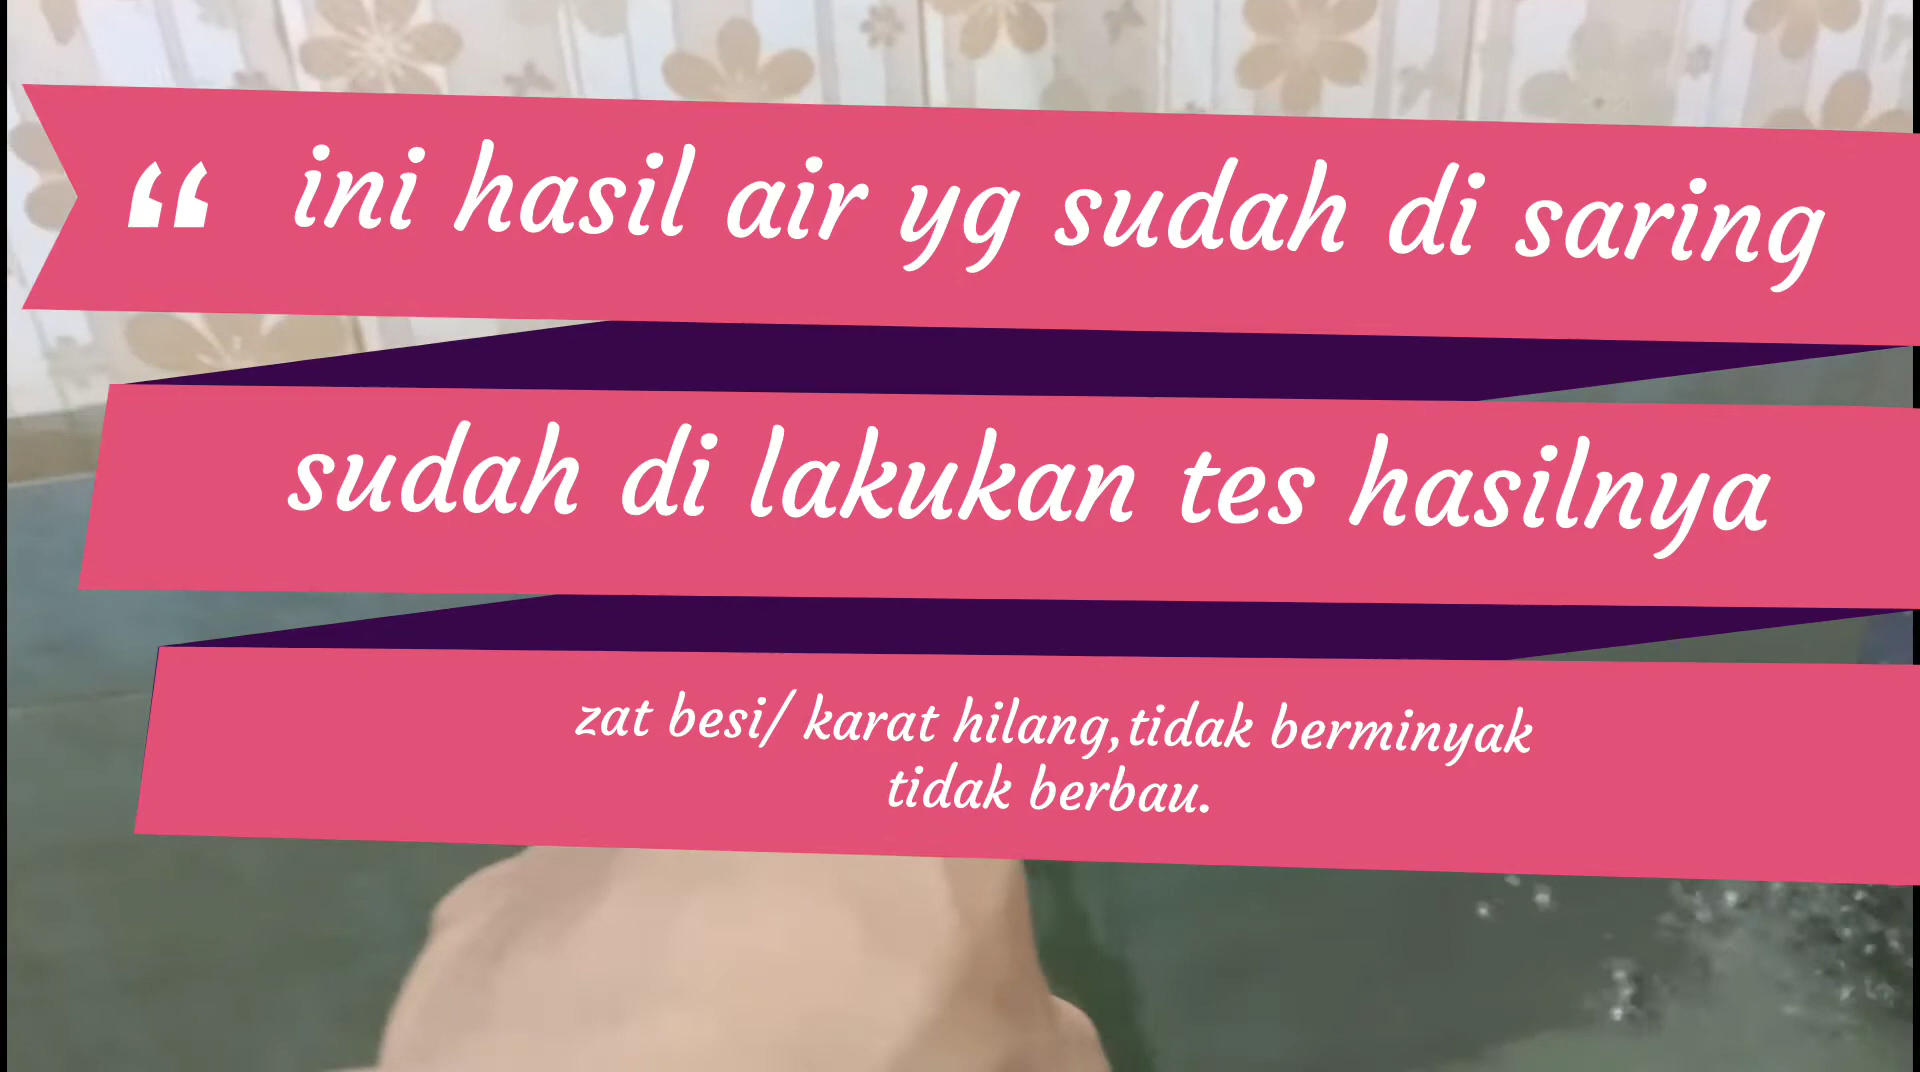 “ ini hasil air yg sudah di saring
sudah di lakukan tes hasilnya
zat besi/ karat hilang,tidak berminyak
tidak berbau.